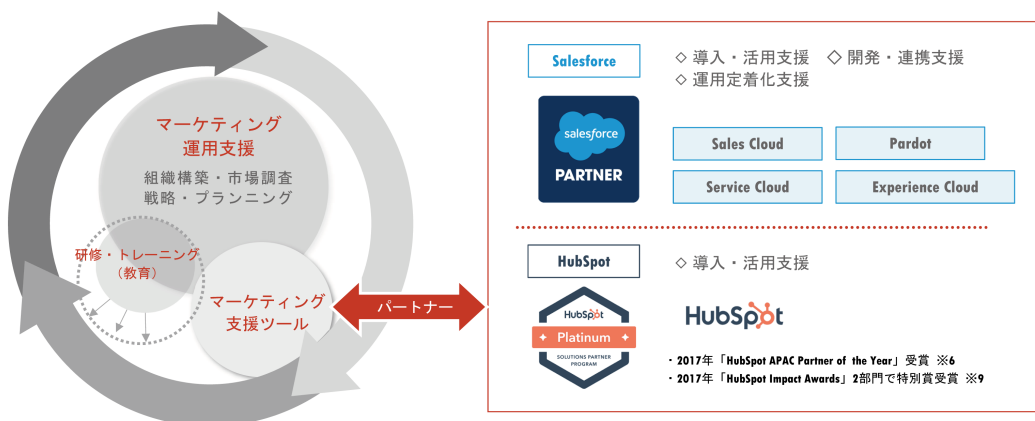 マーケティング
運用支援
組織構築・市場調査
戦略・プランニング
研修・トレーニング
（教育）
マーケティング
支援ツール
パートナー
Salesforce
◇ 導入・活用支援 ◇ 開発・連携支援
◇ 運用定着化支援
salesforce
PARTNER
Sales Cloud
Pardot
Service Cloud
Experience Cloud
HubSpot
◇ 導入・活用支援
HubSpot
Platinum
SOLUTIONS PARTNER
PROGRAM
HubSpot
・2017年「HubSpot APAC Partner of the Year」受賞 ※6
・2017年「HubSpot Impact Awards」2部門で特別賞受賞 ※9